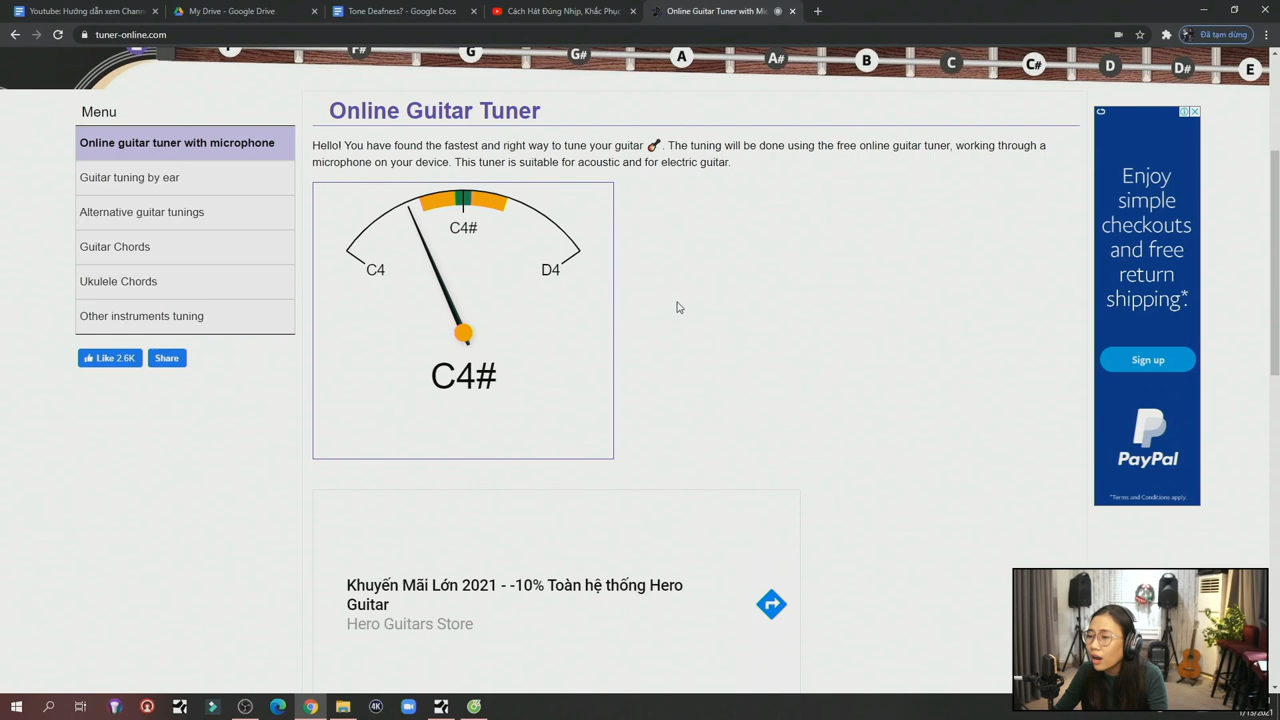 Youtube: Hướng dẫn xem Chann
My Drive - Google Drive
Tone Deafness? - Google Docs
Cách Hát Đúng Nhịp, Khắc Phục
Online Guitar Tuner with Mi
tuner-online.com
Đã tạm dừng
F F# G G# A A# B C C# D D# E
Menu
Online guitar tuner with microphone
Guitar tuning by ear
Alternative guitar tunings
Guitar Chords
Ukulele Chords
Other instruments tuning
Like 2.6K
Share
Online Guitar Tuner
Hello! You have found the fastest and right way to tune your guitar. The tuning will be done using the free online guitar tuner, working through a
microphone on your device. This tuner is suitable for acoustic and for electric guitar.
C4#
C4
D4
C4#
Khuyến Mãi Lớn 2021 - -10% Toàn hệ thống Hero
Guitar
Hero Guitars Store
Enjoy
simple
checkouts
and free
return
shipping*.
Sign up
PayPal
*Terms and Conditions apply.
4K
1/13/2021